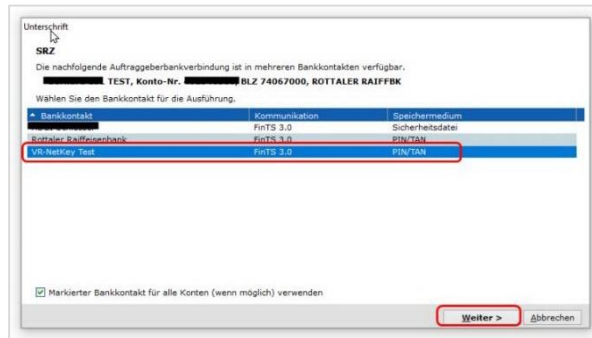 Unterschrift
SRZ
Die nachfolgende Auftraggeberbankverbindung ist in mehreren Bankkontakten verfügbar.
TEST, Konto-Nr. BLZ 74067000, ROTTALER RAIFFBK
Wählen Sie den Bankkontakt für die Ausführung.
Bankkontakt Kommunikation Speichermedium
FinTS 3.0 Sicherheitsdatei
Rottaler Raiffeisenbank FinTS 3.0 PIN/TAN
VR-NetKey Test FinTS 3.0 PIN/TAN
Markierter Bankkontakt für alle Konten (wenn möglich) verwenden
Weiter > Abbrechen